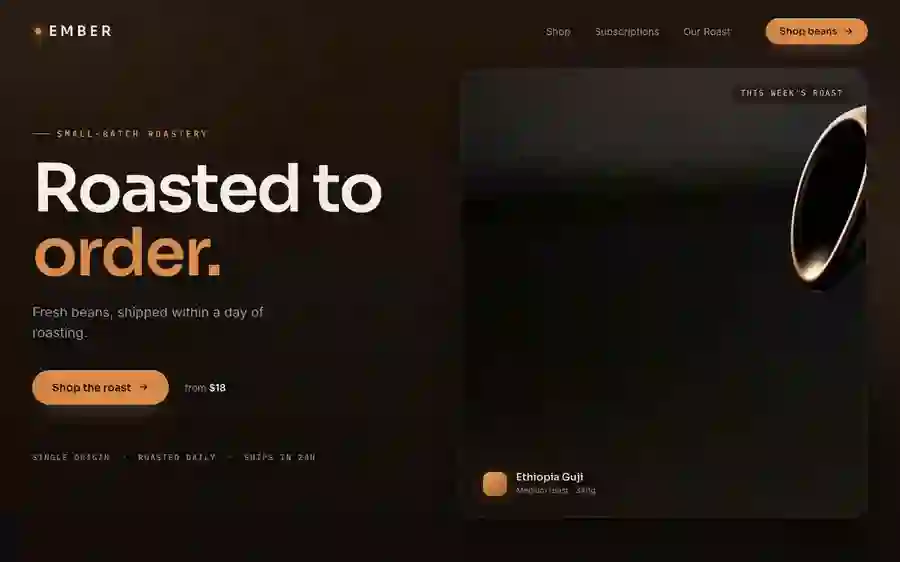 EMBER
Shop
Subscriptions
Our Roast
Shop beans →
THIS WEEK'S ROAST
SMALL-BATCH ROASTERY
Roasted to
order.
Fresh beans, shipped within a day of
roasting.
Shop the roast →
from $18
SINGLE ORIGIN · ROASTED DAILY · SHIPS IN 24H
Ethiopia Guji
Medium roast